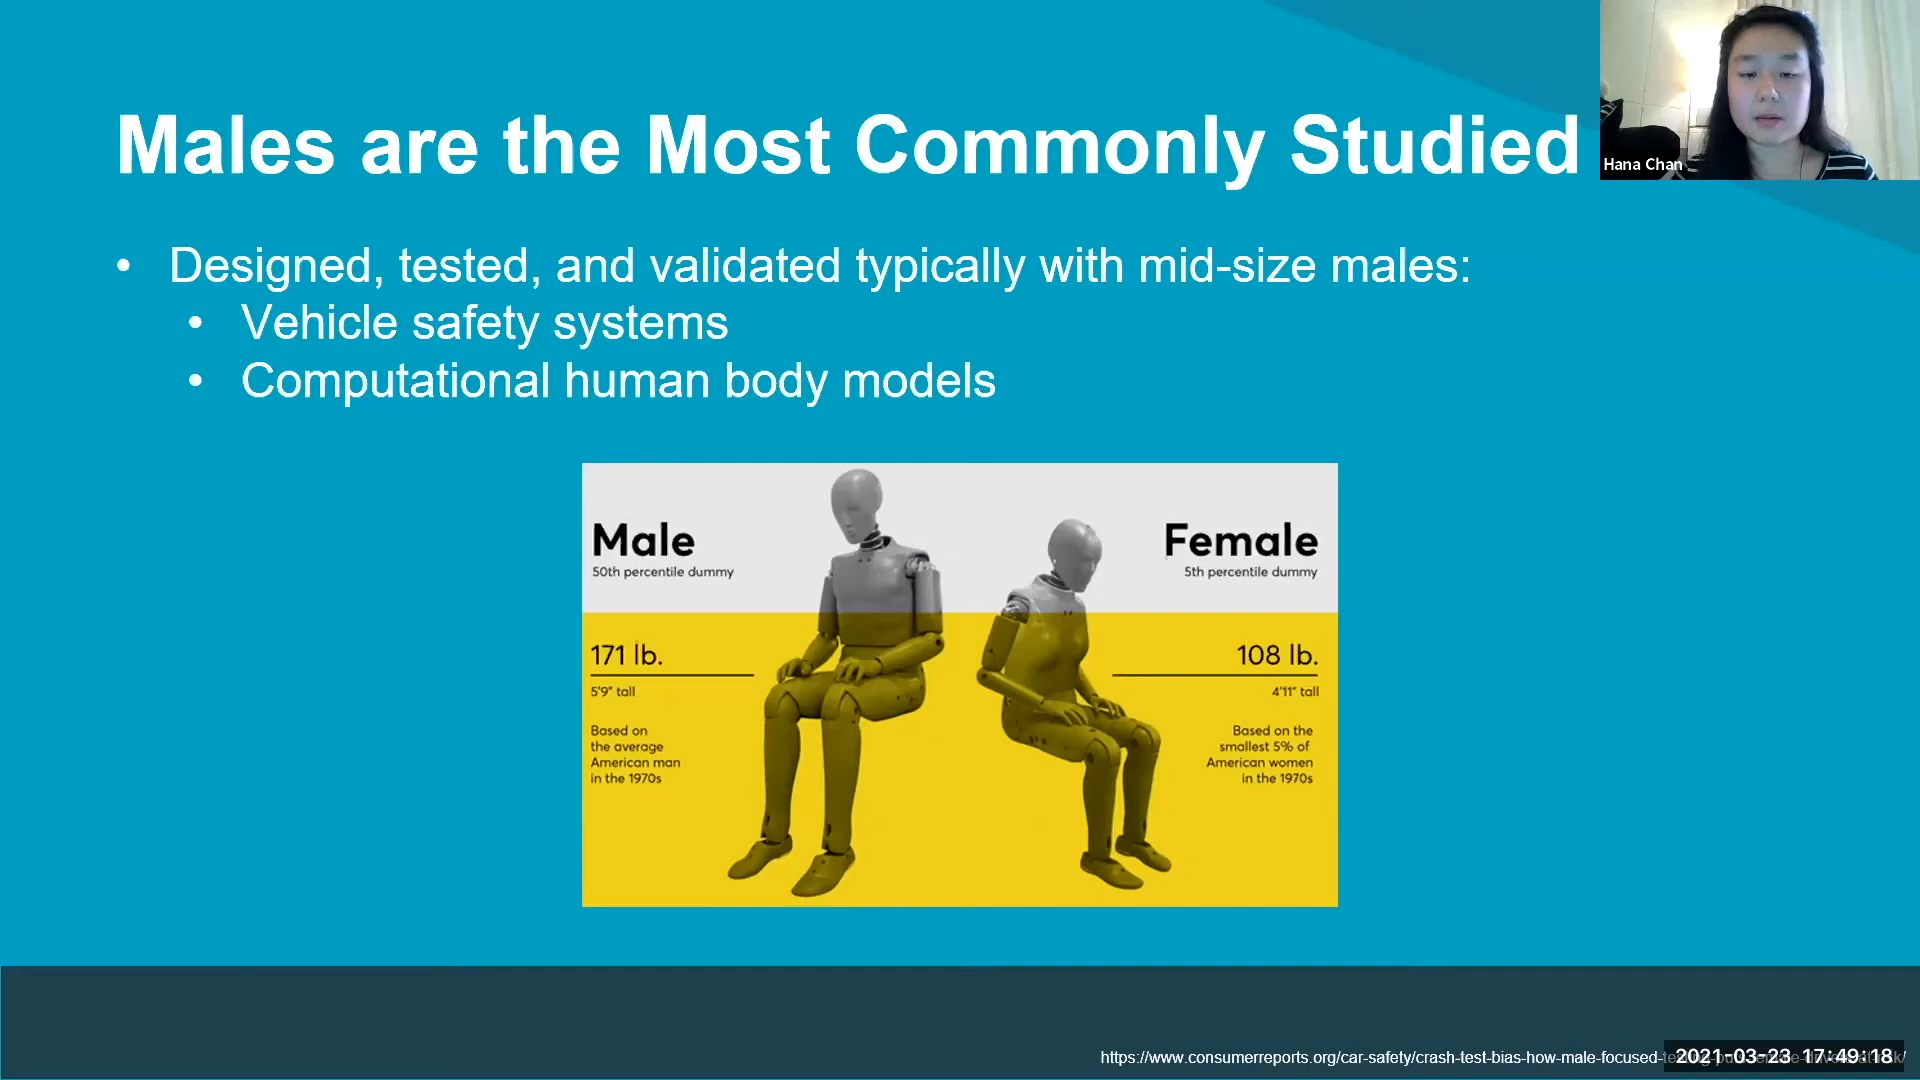 Males are the Most Commonly Studied
Hana Chan
• Designed, tested, and validated typically with mid-size males:
• Vehicle safety systems
• Computational human body models
Male
50th percentile dummy
171 lb.
5'9" tall
Based on
the average
American man
in the 1970s
Female
5th percentile dummy
108 lb.
4'11" tall
Based on the
smallest 5% of
American women
in the 1970s
https://www.consumerreports.org/car-safety/crash-test-bias-how-male-focused-
2021-03-23 17:49:18